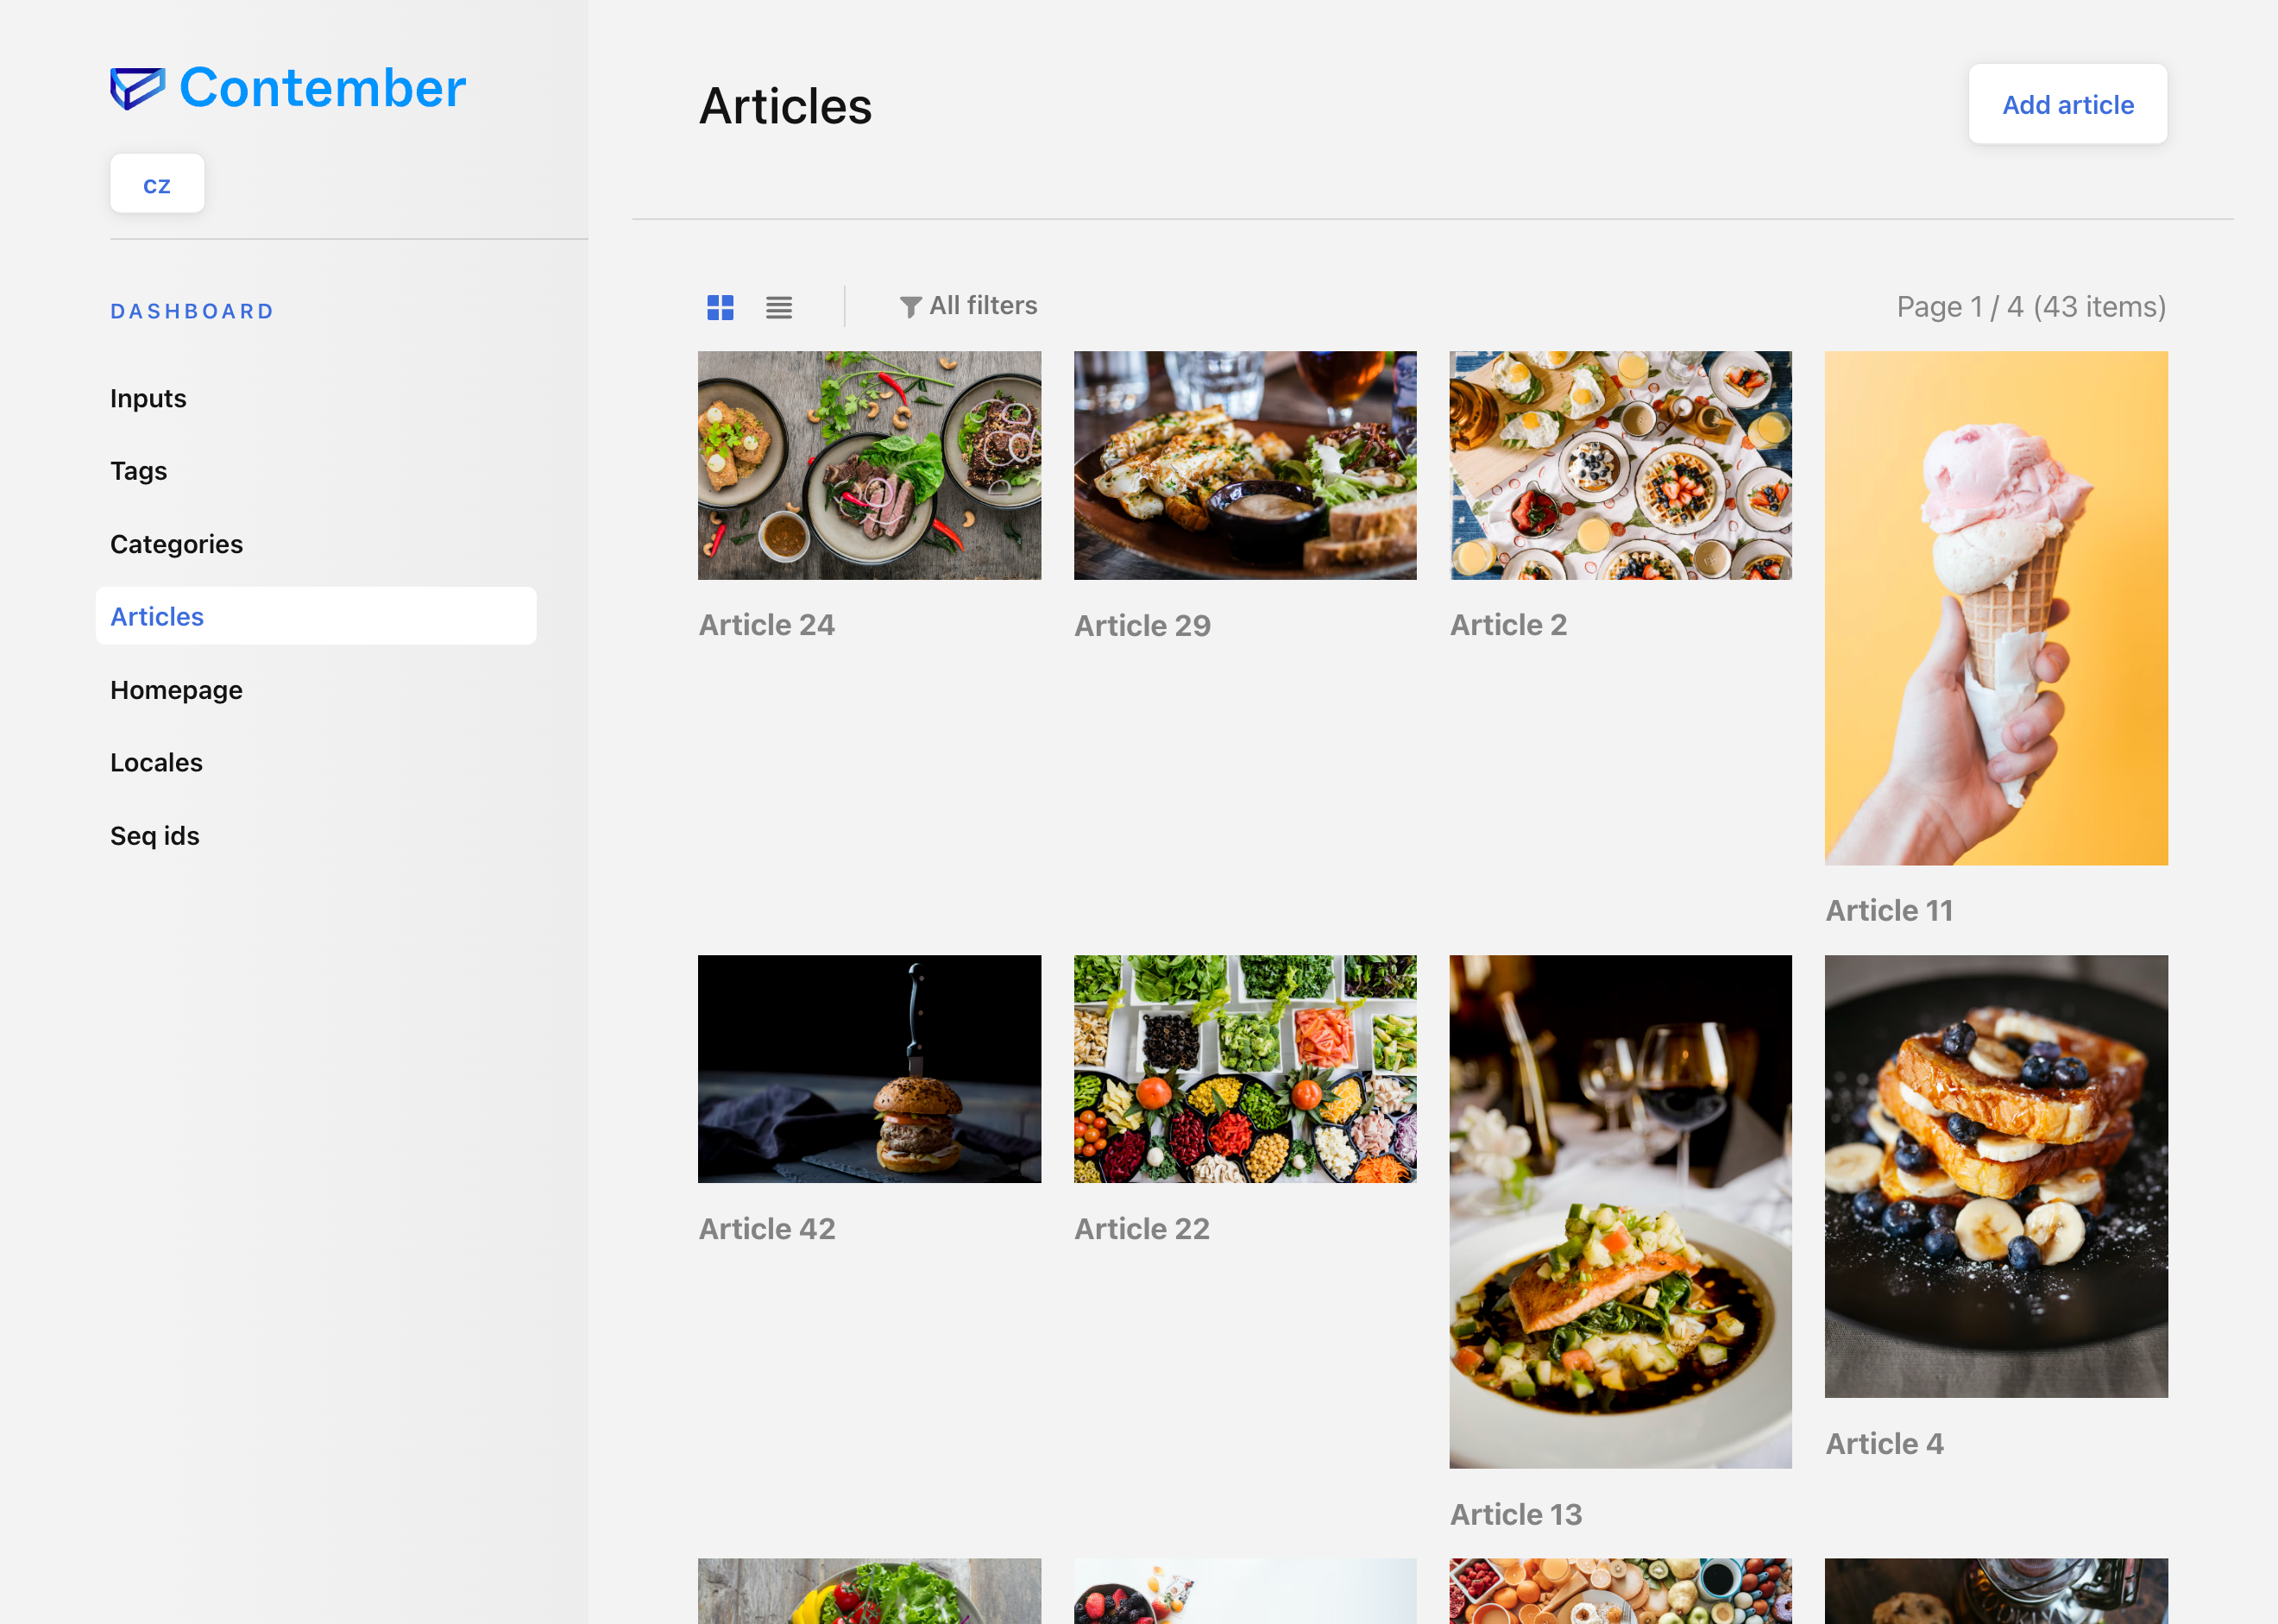 Contember
cz
DASHBOARD
Inputs
Tags
Categories
Articles
Homepage
Locales
Seq ids
Articles
Add article
All filters
Page 1 / 4 (43 items)
Article 24
Article 29
Article 2
Article 11
Article 42
Article 22
Article 13
Article 4